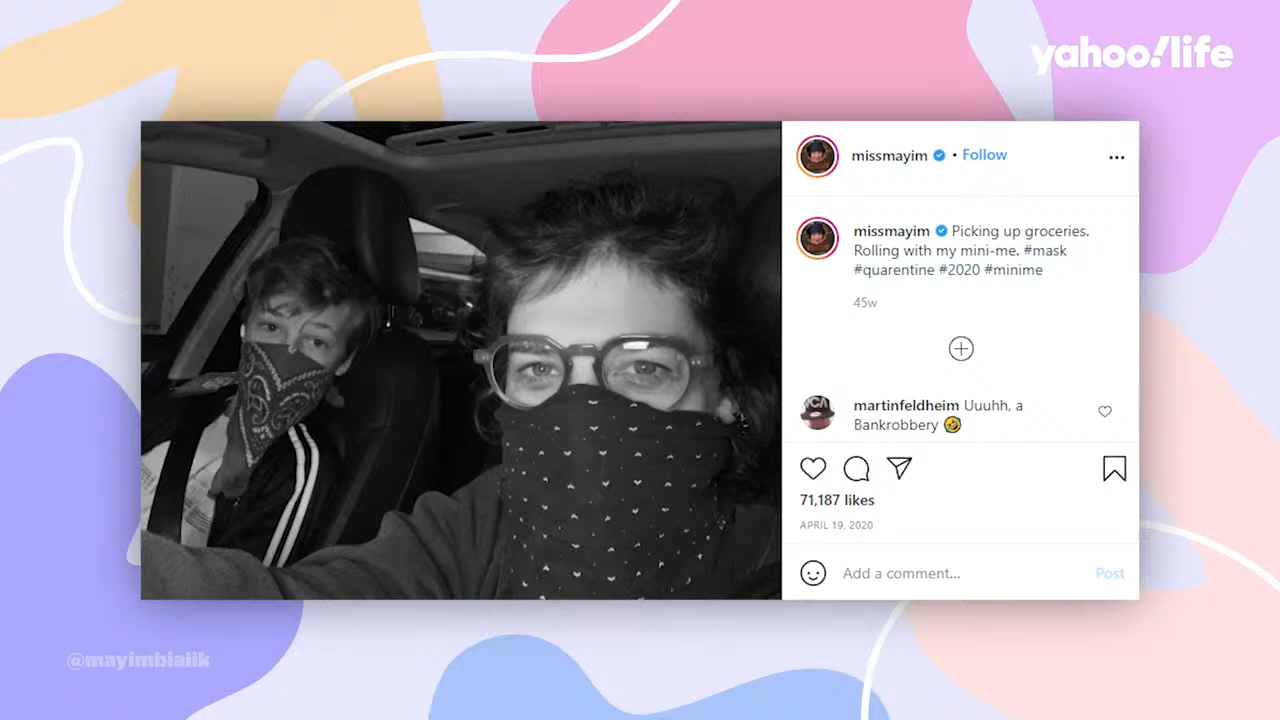 yahoo!life
missmayim • Follow
missmayim Picking up groceries.
Rolling with my mini-me. #mask
#quarentine #2020 #minime
45w
martinfeldheim Uuuhh, a
Bankrobbery 🤣
71,187 likes
APRIL 19, 2020
Add a comment...
Post
@mayimbialik